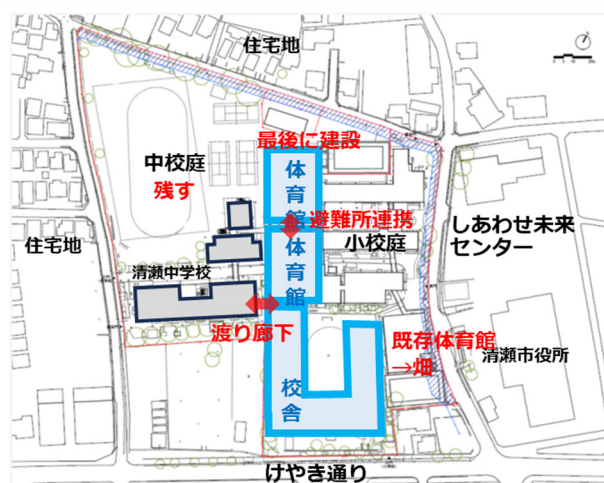 住宅地
最後に建設
体育館
中校庭
残す
避難所連携
体育館
小校庭
しあわせ未来
センター
住宅地
清瀬中学校
渡り廊下
既存体育館
→畑
清瀬市役所
校舎
けやき通り